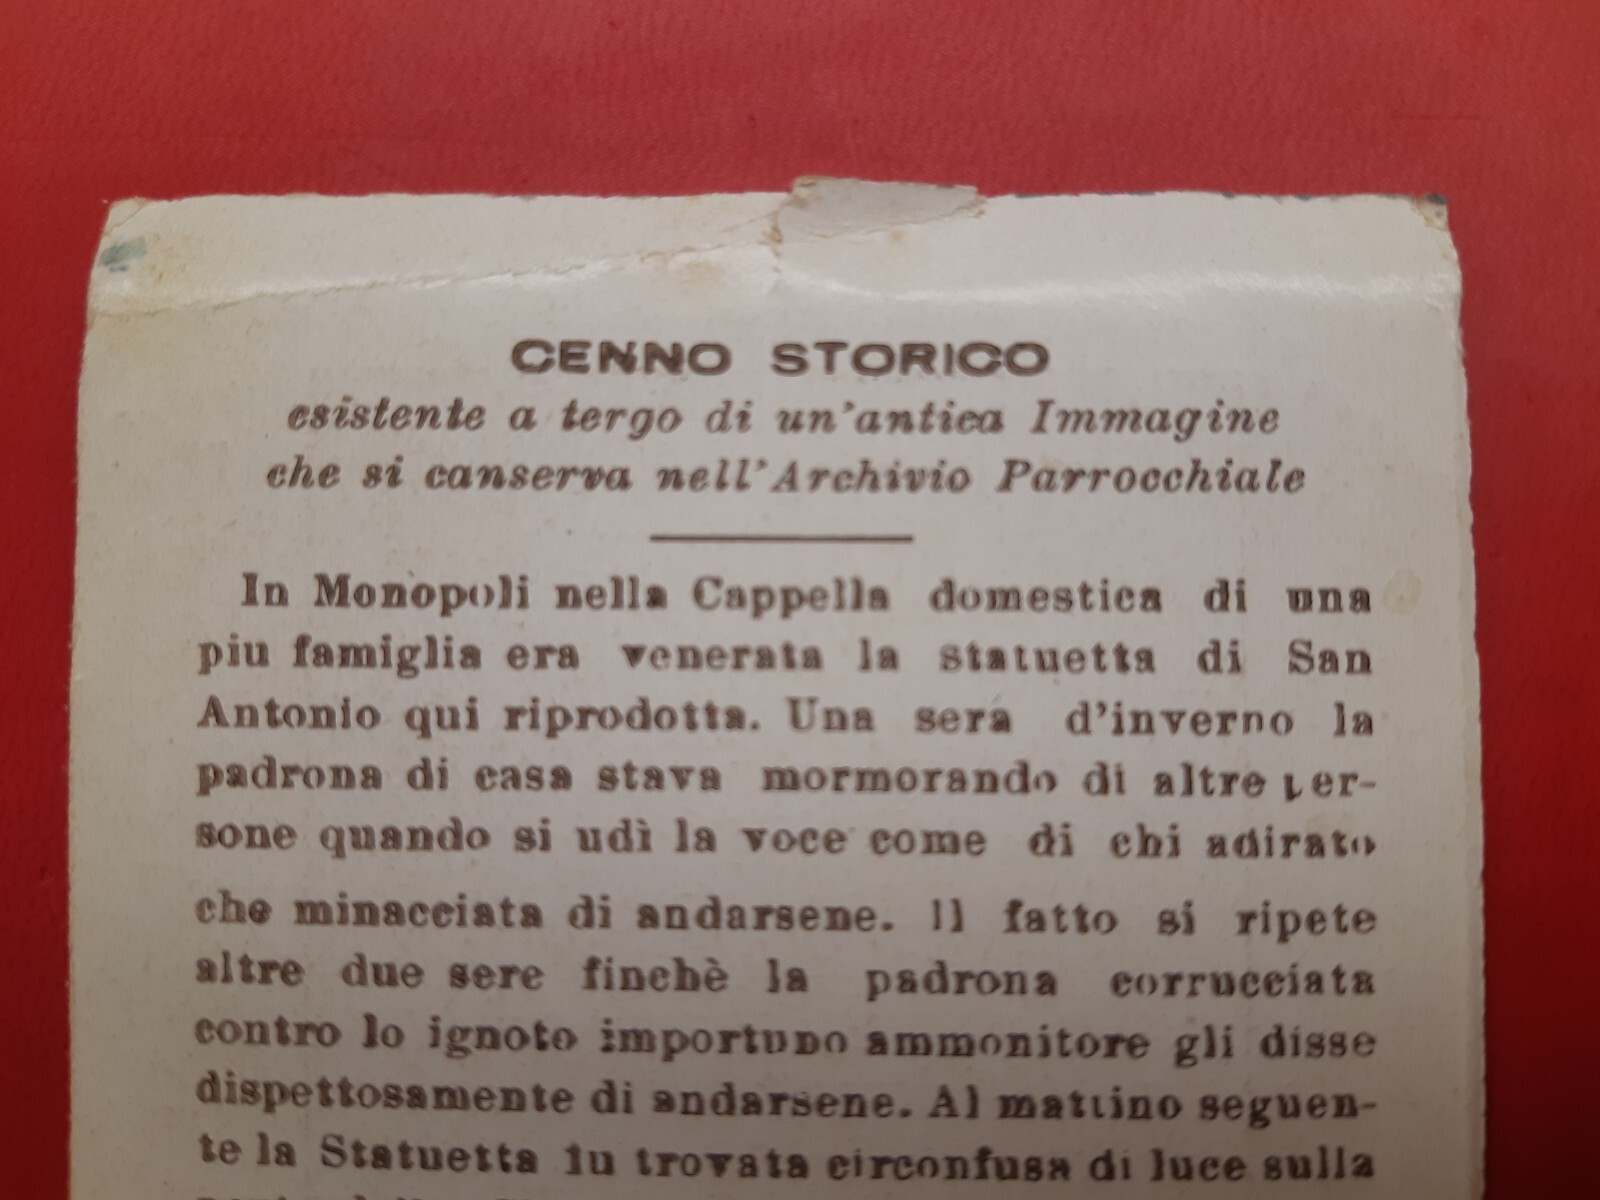 CENNO STORICO
esistente a tergo di un'antica Immagine
che si canserva nell'Archivio Parrocchiale
In Monopoli nella Cappella domestica di una
piu famiglia era venerata la statuetta di San
Antonio qui riprodotta. Una sera d'inverno la
padrona di casa stava mormorando di altre per-
sone quando si udì la voce come di chi adirato
che minacciata di andarsene. Il fatto si ripete
altre due sere finchè la padrona corrucciata
contro lo ignoto importuno ammonitore gli disse
dispettosamente di andarsene. Al mattino seguen-
te la Statuetta fu trovata circonfusa di luce sulla